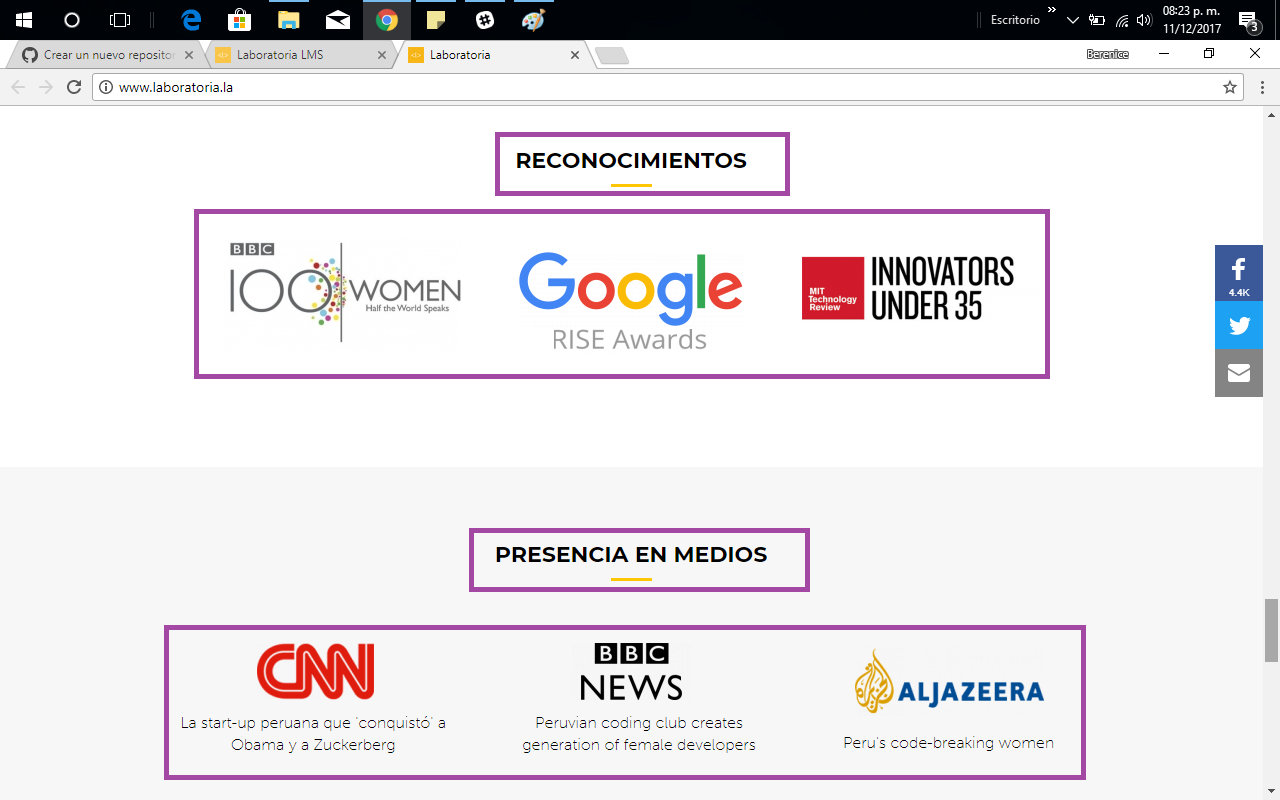 Escritorio
08:23 p. m.
11/12/2017
3
Crear un nuevo repositor
Laboratoria LMS
Laboratoria
Berenice
www.laboratoria.la
RECONOCIMIENTOS
BBC
100 WOMEN
Half the World Speaks
Google
RISE Awards
MIT
Technology
Review
INNOVATORS
UNDER 35
4.4K
PRESENCIA EN MEDIOS
CNN
La start-up peruana que 'conquistó' a
Obama y a Zuckerberg
BBC
NEWS
Peruvian coding club creates
generation of female developers
ALJAZEERA
Peru's code-breaking women